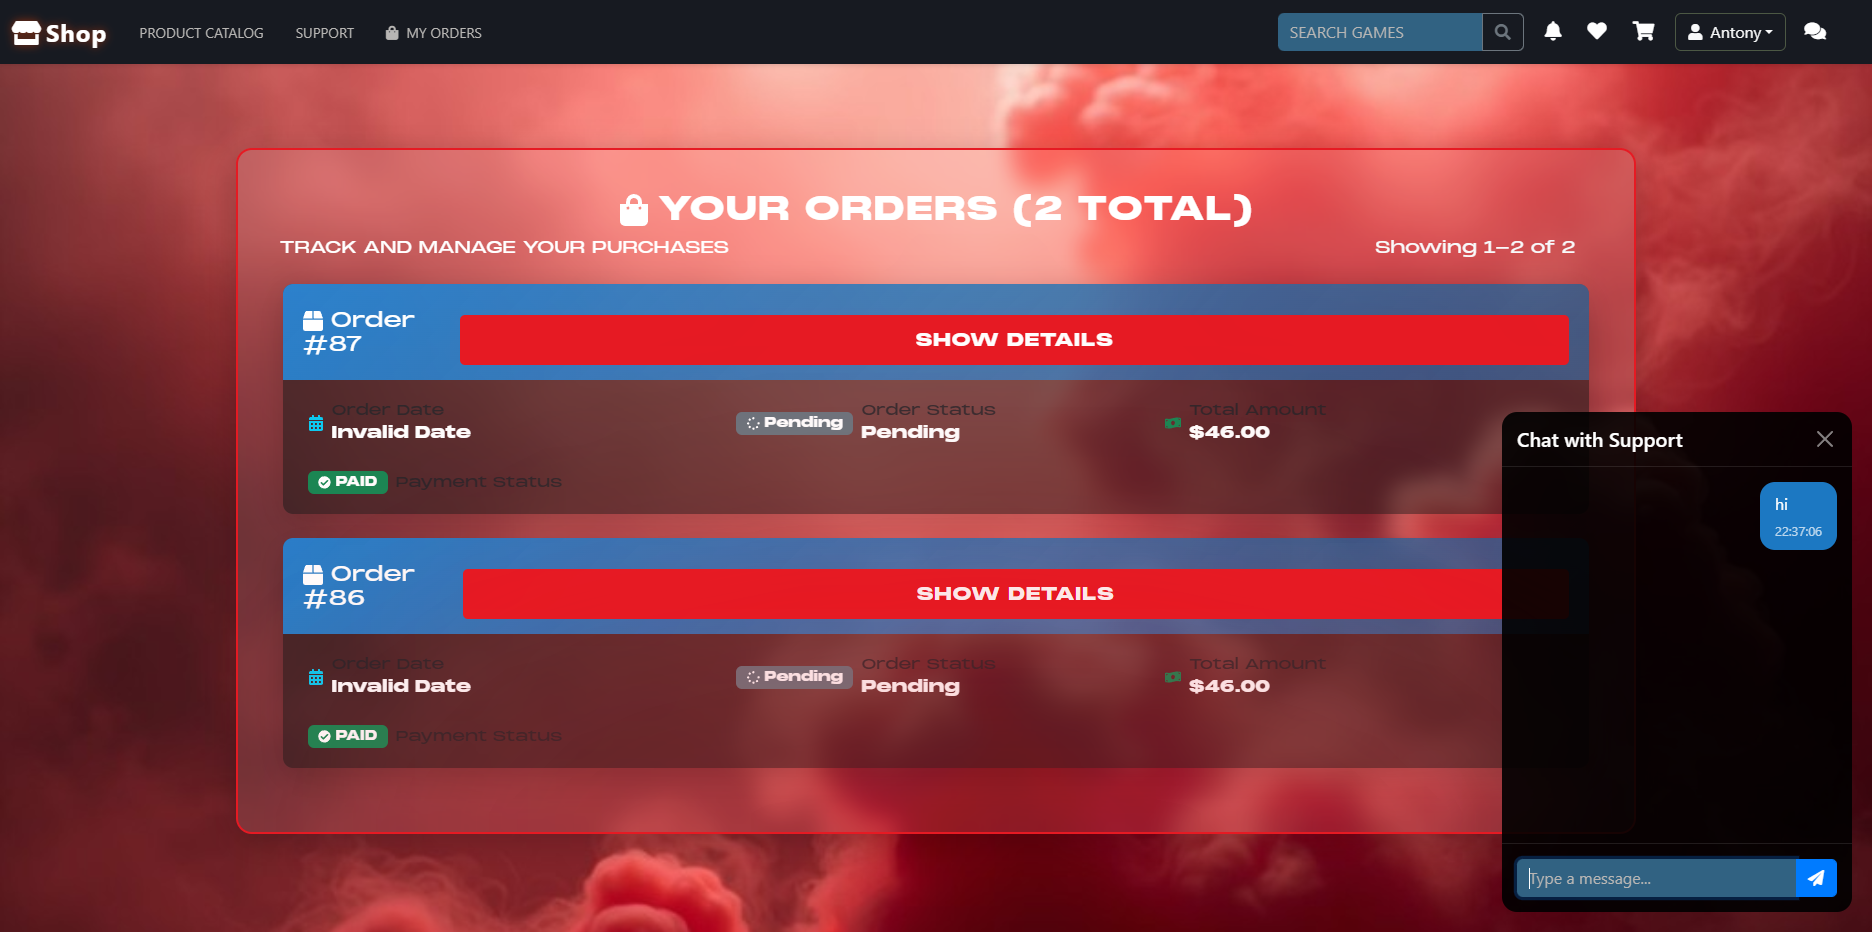 Shop
PRODUCT CATALOG
SUPPORT
MY ORDERS
SEARCH GAMES
Antony
YOUR ORDERS (2 TOTAL)
TRACK AND MANAGE YOUR PURCHASES
Showing 1–2 of 2
Order
#87
SHOW DETAILS
Order Date
Invalid Date
Pending
Order Status
Pending
Total Amount
$46.00
PAID
Payment Status
Order
#86
SHOW DETAILS
Order Date
Invalid Date
Pending
Order Status
Pending
Total Amount
$46.00
PAID
Payment Status
Chat with Support
hi
22:37:06
Type a message...